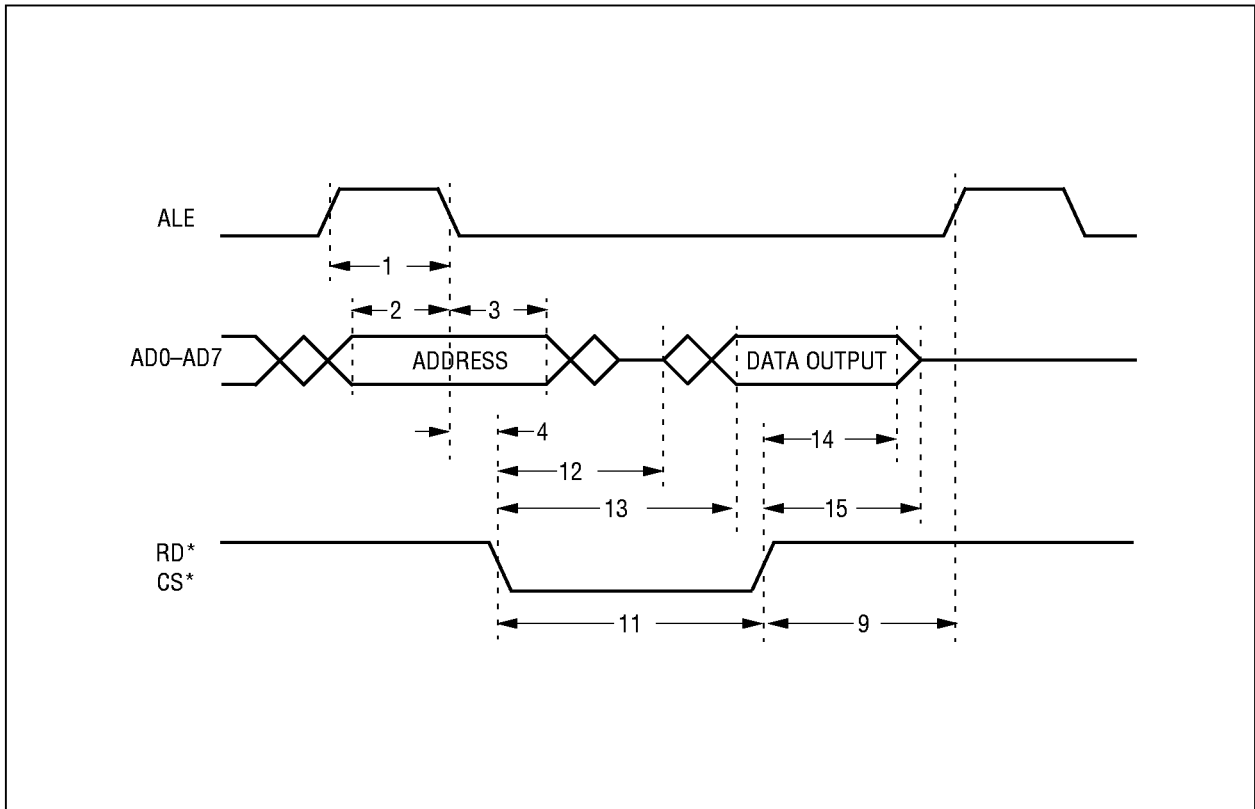 ALE
1
2
3
AD0–AD7
ADDRESS
DATA OUTPUT
4
14
12
13
15
RD*
CS*
11
9